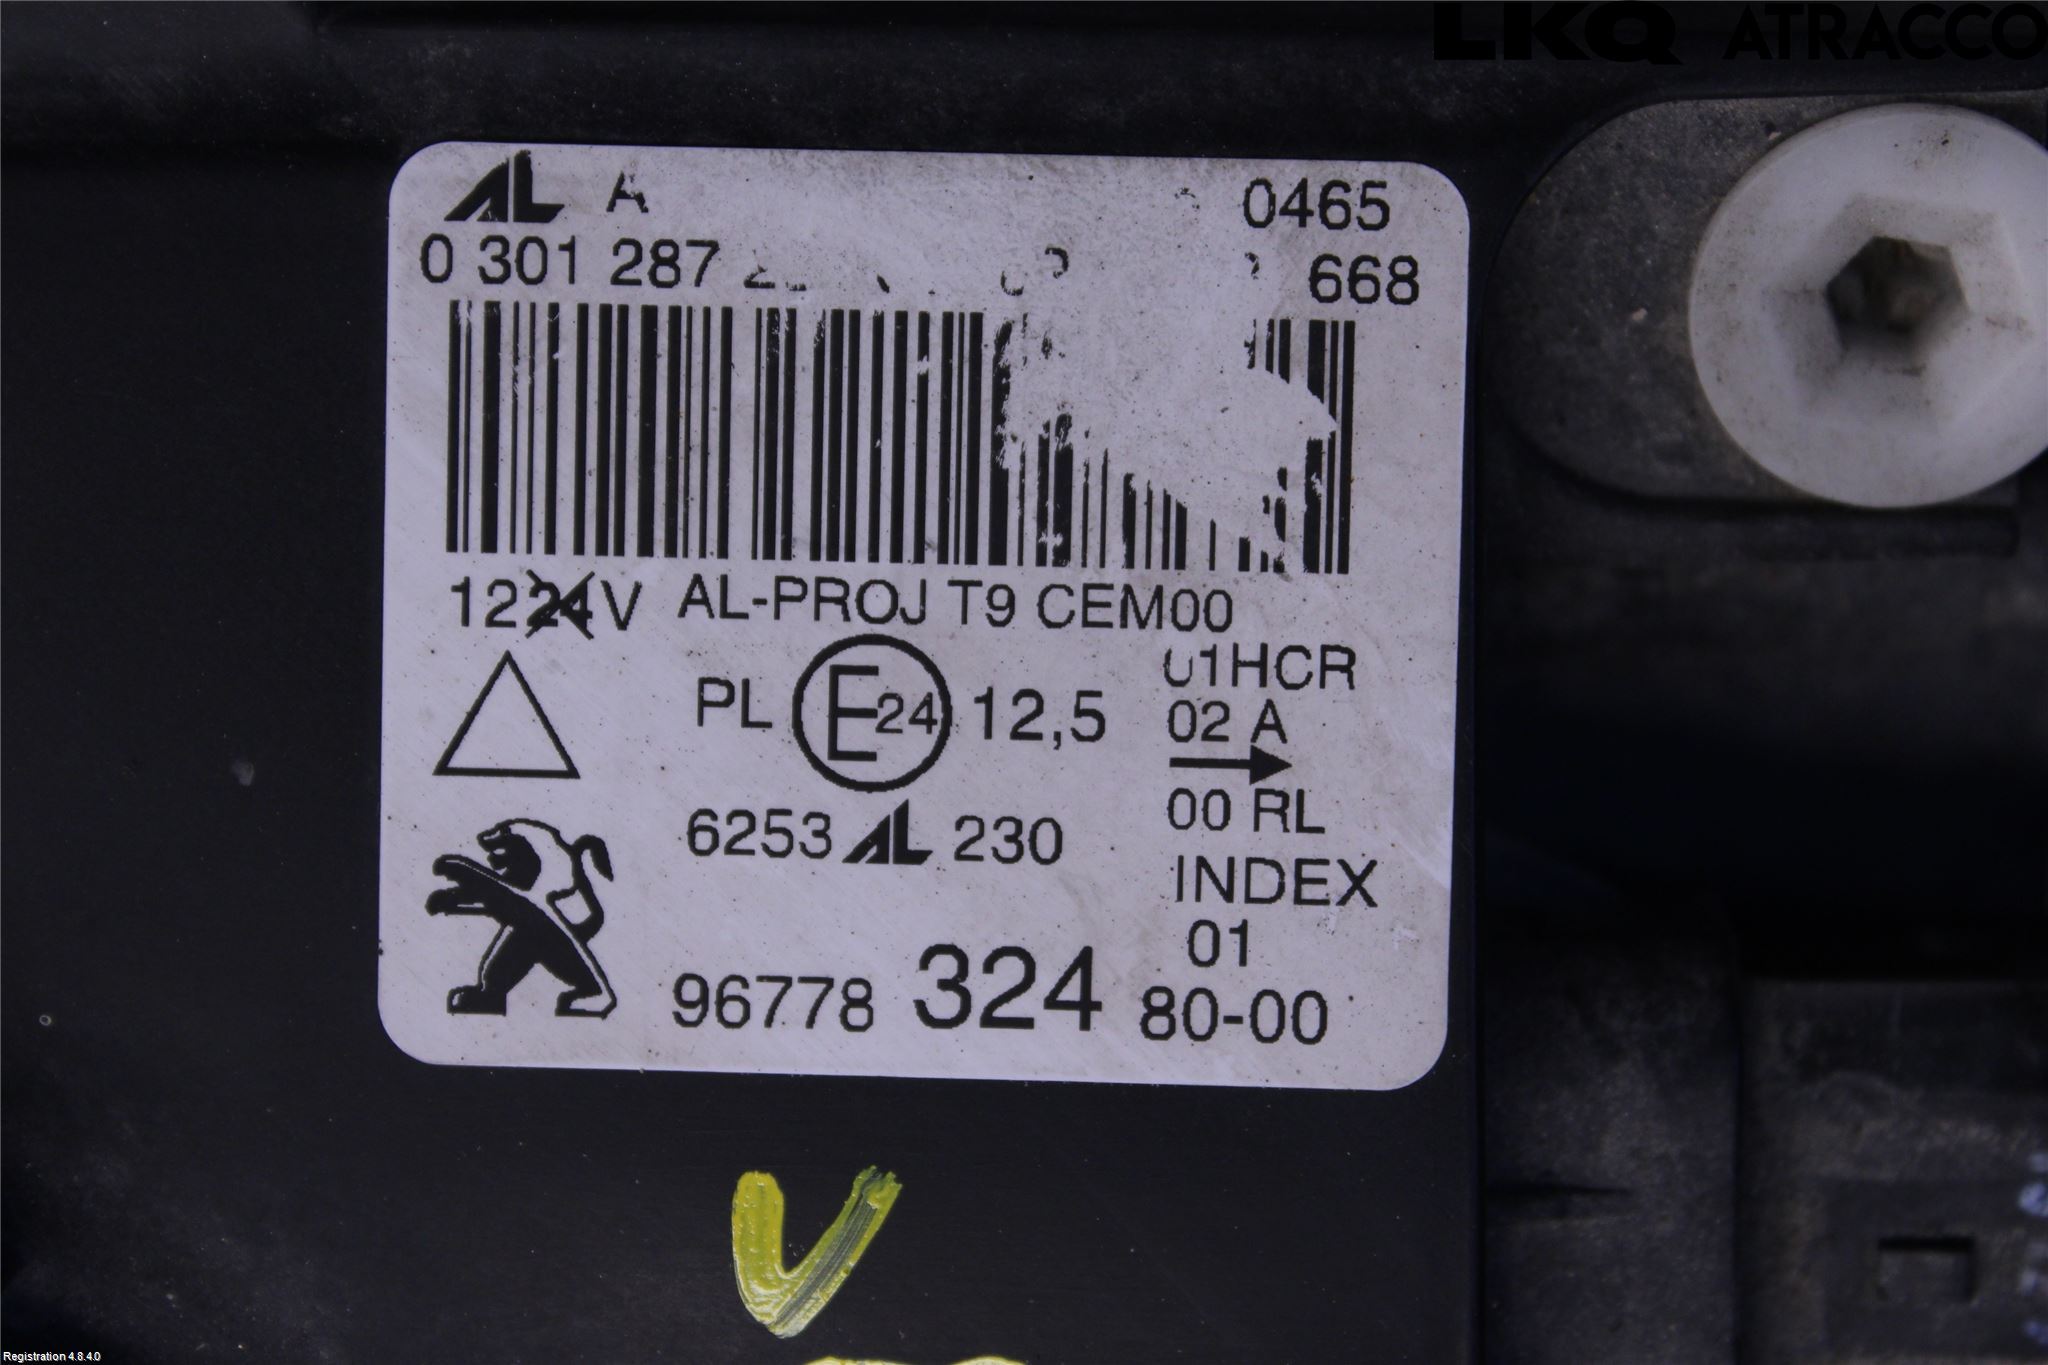 LKQ ATRACCO
AL A 0465
0 301 287 668
1224V AL-PROJ T9 CEM00
01HCR
PL E24 12,5 02 A
00 RL
6253 AL 230
INDEX
01
96778 324 80-00
V
Registration 4.8.4.0